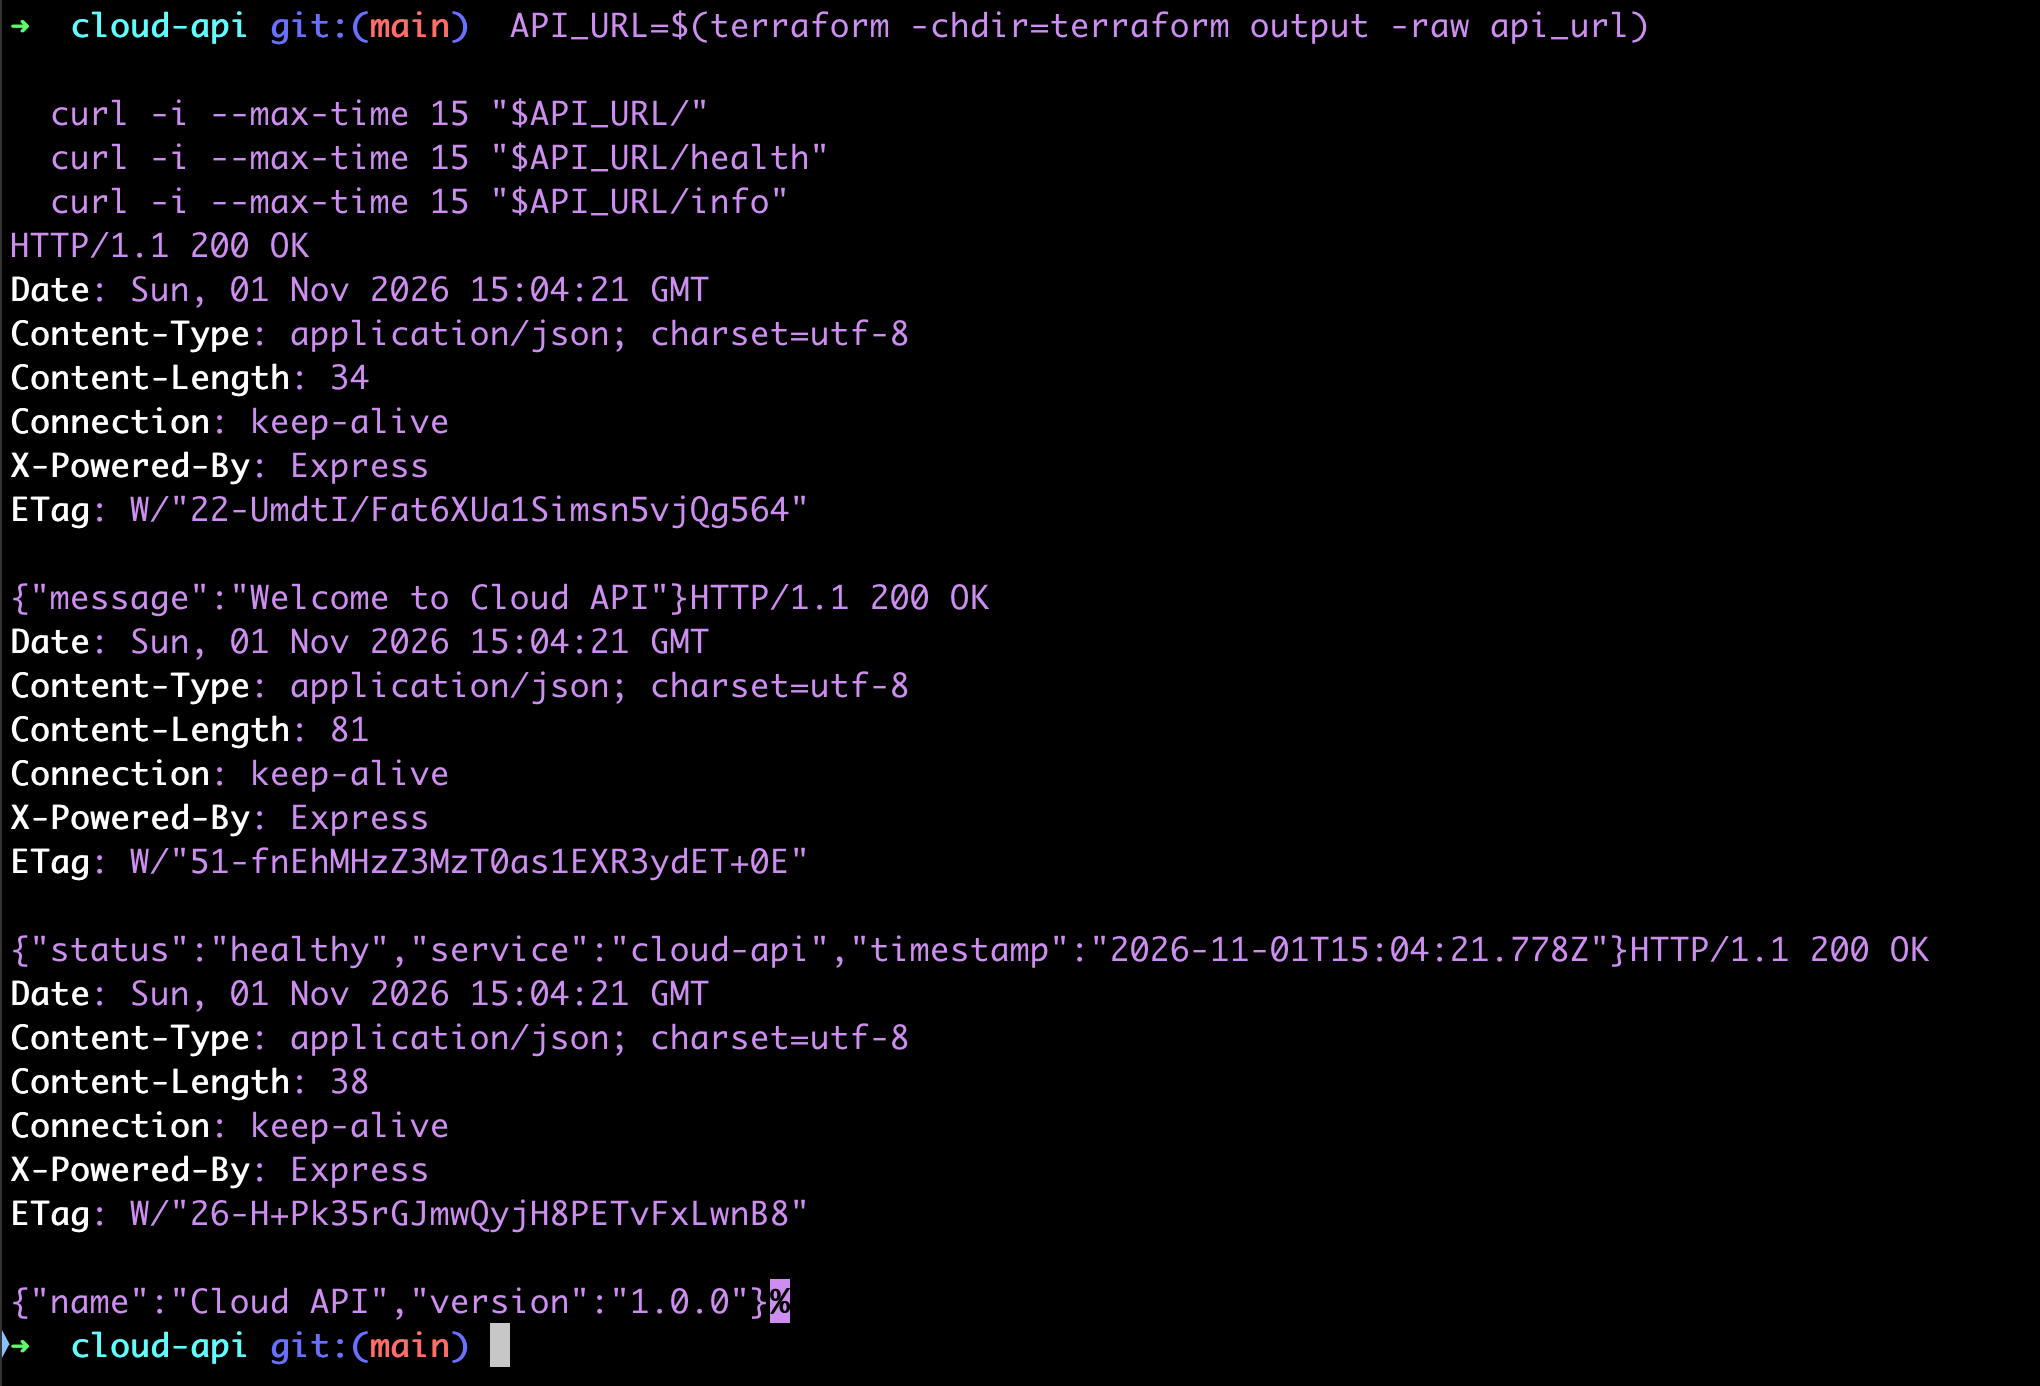 ➜  cloud-api git:(main)  API_URL=$(terraform -chdir=terraform output -raw api_url)
  curl -i --max-time 15 "$API_URL/"
  curl -i --max-time 15 "$API_URL/health"
  curl -i --max-time 15 "$API_URL/info"
HTTP/1.1 200 OK
Date: Sun, 01 Nov 2026 15:04:21 GMT
Content-Type: application/json; charset=utf-8
Content-Length: 34
Connection: keep-alive
X-Powered-By: Express
ETag: W/"22-UmdtI/Fat6XUa1Simsn5vjQg564"
{"message":"Welcome to Cloud API"}HTTP/1.1 200 OK
Date: Sun, 01 Nov 2026 15:04:21 GMT
Content-Type: application/json; charset=utf-8
Content-Length: 81
Connection: keep-alive
X-Powered-By: Express
ETag: W/"51-fnEhMHzZ3MzT0as1EXR3ydET+0E"
{"status":"healthy","service":"cloud-api","timestamp":"2026-11-01T15:04:21.778Z"}HTTP/1.1 200 OK
Date: Sun, 01 Nov 2026 15:04:21 GMT
Content-Type: application/json; charset=utf-8
Content-Length: 38
Connection: keep-alive
X-Powered-By: Express
ETag: W/"26-H+Pk35rGJmwQyjH8PETvFxLwnB8"
{"name":"Cloud API","version":"1.0.0"}%
➜  cloud-api git:(main)